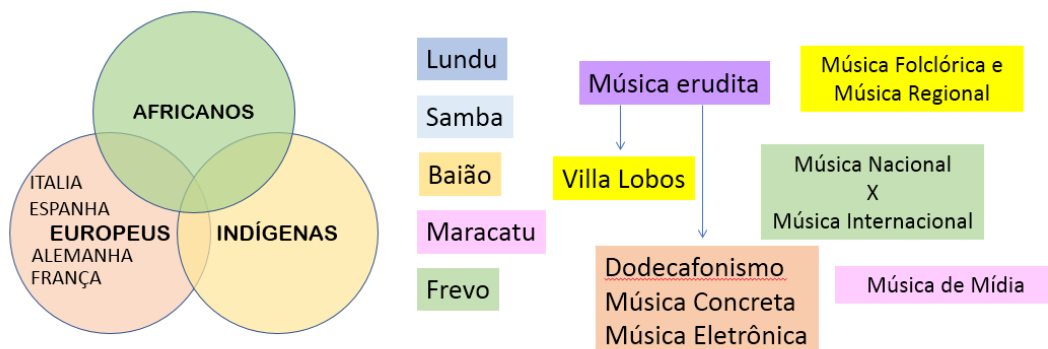 AFRICANOS
ITALIA
ESPANHA
EUROPEUS
ALEMANHA
FRANÇA
INDÍGENAS
Lundu
Samba
Baião
Maracatu
Frevo
Música erudita
Villa Lobos
Dodecafonismo
Música Concreta
Música Eletrônica
Música Folclórica e
Música Regional
Música Nacional
X
Música Internacional
Música de Mídia